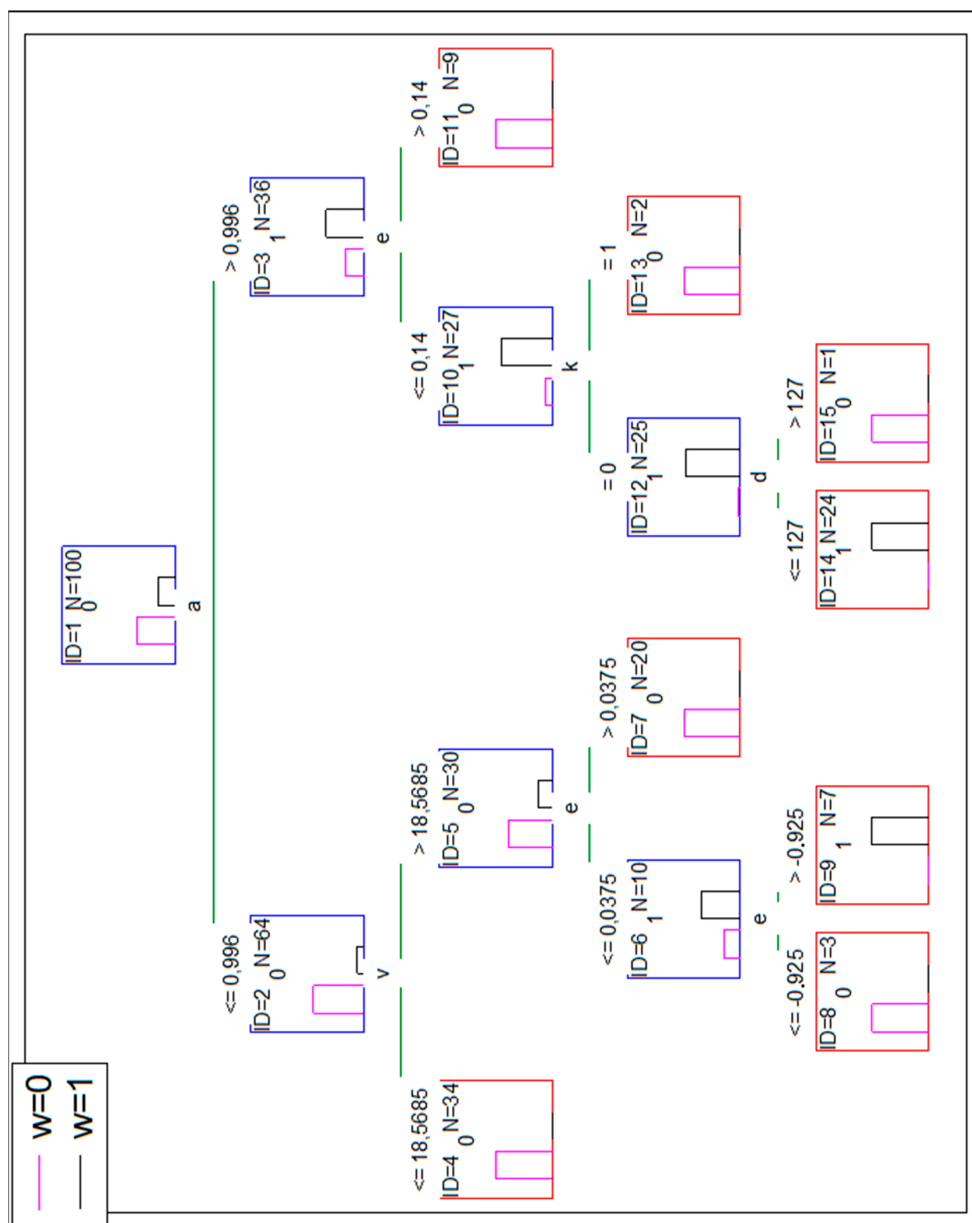 w=0
w=1
ID=1 N=100
0
a
<= 0,996
> 0,996
ID=2 N=64
0
v
ID=3 N=36
1
e
<= 18,5685
> 18,5685
<= 0,14
> 0,14
ID=4 N=34
0
ID=5 N=30
0
e
ID=10 N=27
1
k
ID=11 N=9
0
<= 0,0375
> 0,0375
= 0
= 1
ID=6 N=10
1
e
ID=7 N=20
0
ID=12 N=25
1
d
ID=13 N=2
0
<= -0,925
> -0,925
<= 127
> 127
ID=8 N=3
0
ID=9 N=7
1
ID=14 N=24
1
ID=15 N=1
0